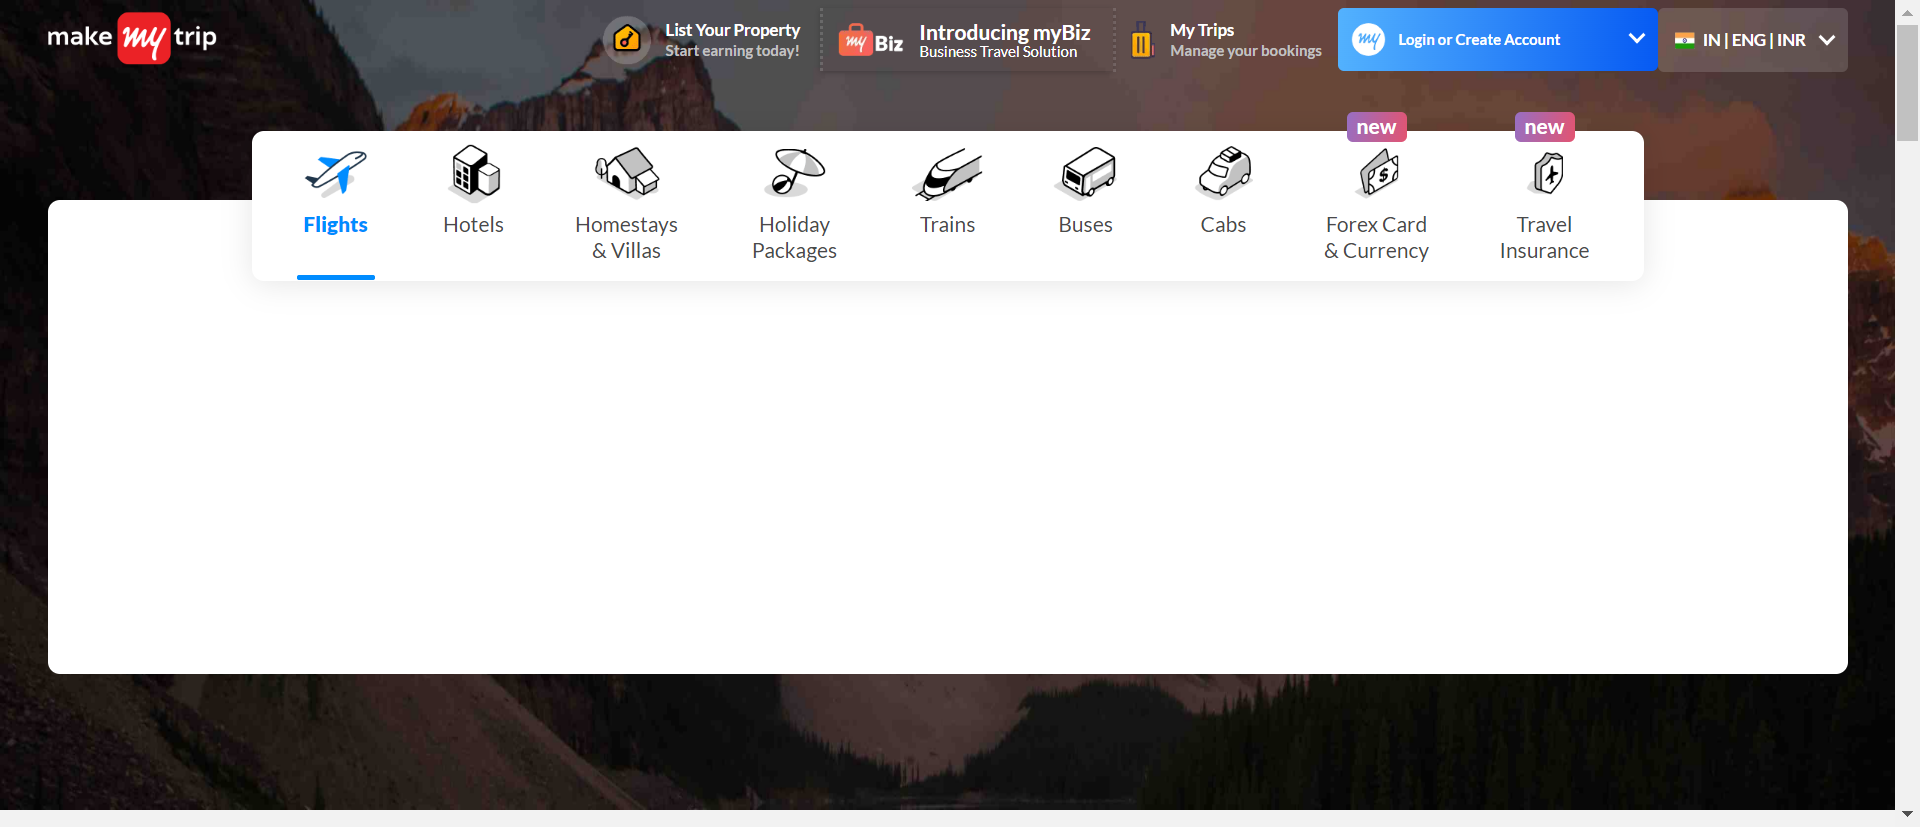 make my trip
List Your Property
Start earning today!
my Biz
Introducing myBiz
Business Travel Solution
My Trips
Manage your bookings
my
Login or Create Account
IN | ENG | INR
new
new
Flights
Hotels
Homestays
& Villas
Holiday
Packages
Trains
Buses
Cabs
Forex Card
& Currency
Travel
Insurance